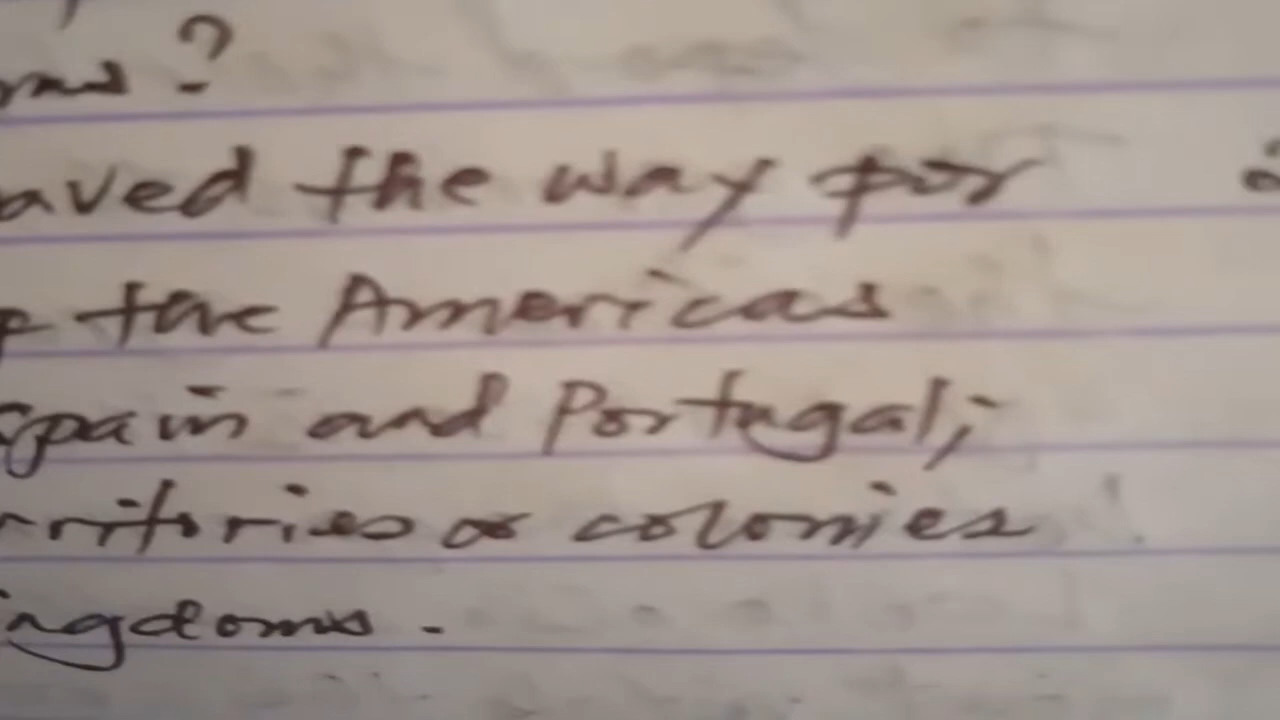 ?
aved the way for
the Americas
Spain and Portugal;
rritories or colonies
ingdoms.